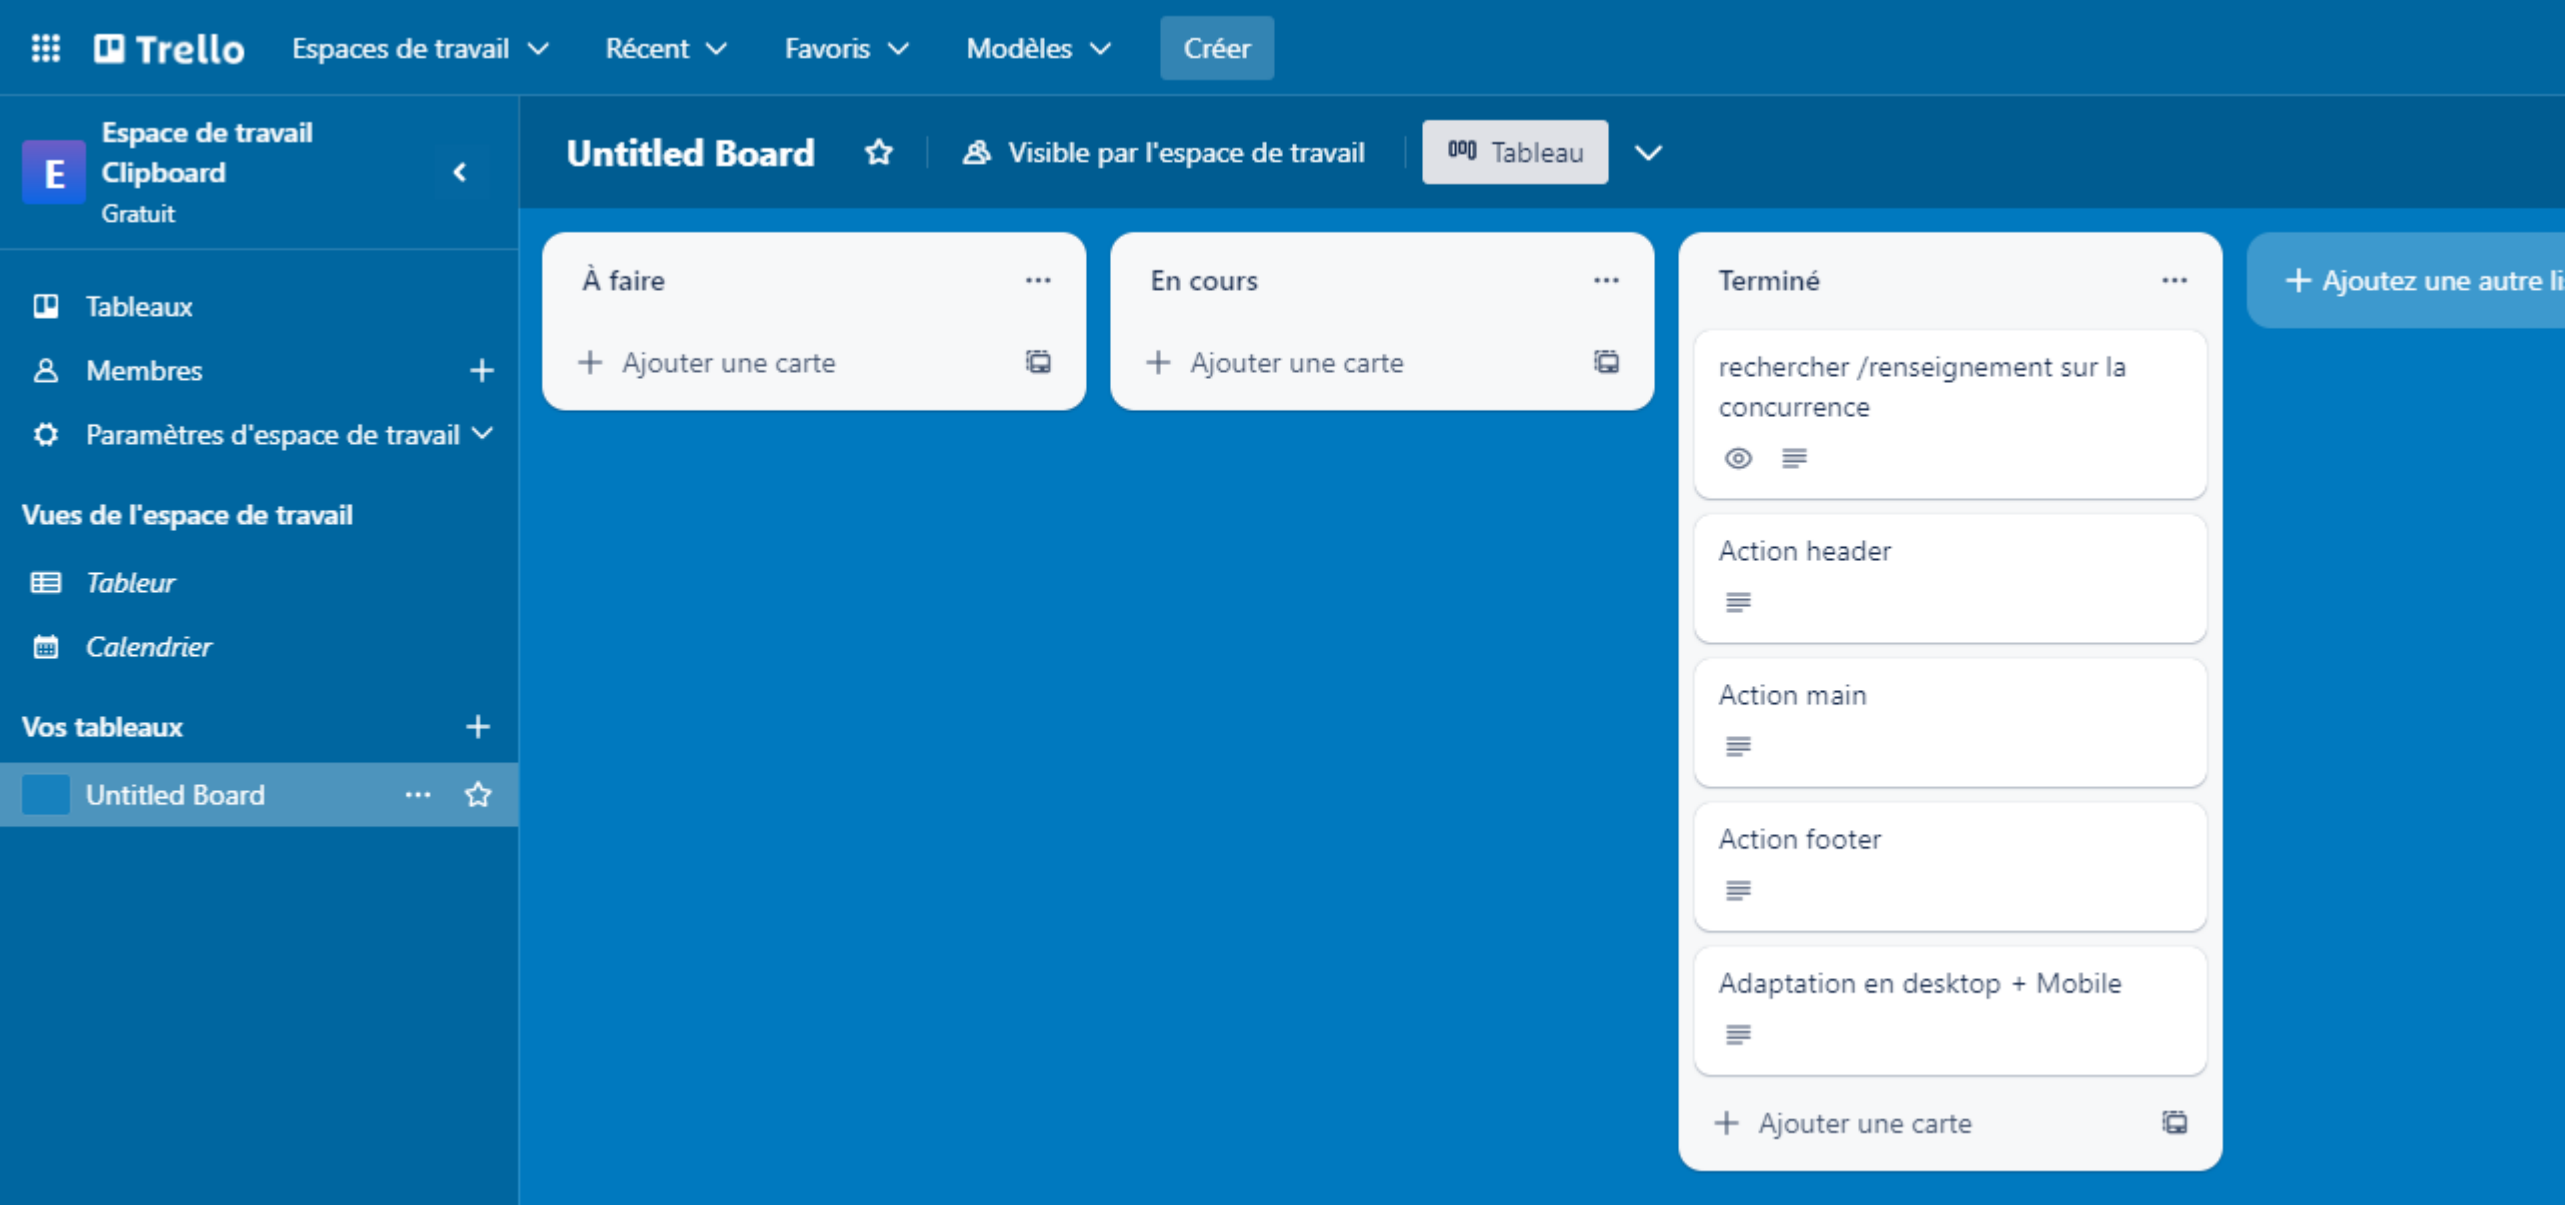 Trello
Espaces de travail
Récent
Favoris
Modèles
Créer
E
Espace de travail
Clipboard
Gratuit
Tableaux
Membres
Paramètres d'espace de travail
Vues de l'espace de travail
Tableur
Calendrier
Vos tableaux
Untitled Board
Untitled Board
Visible par l'espace de travail
Tableau
À faire
Ajouter une carte
En cours
Ajouter une carte
Terminé
rechercher /renseignement sur la
concurrence
Action header
Action main
Action footer
Adaptation en desktop + Mobile
Ajouter une carte
Ajoutez une autre